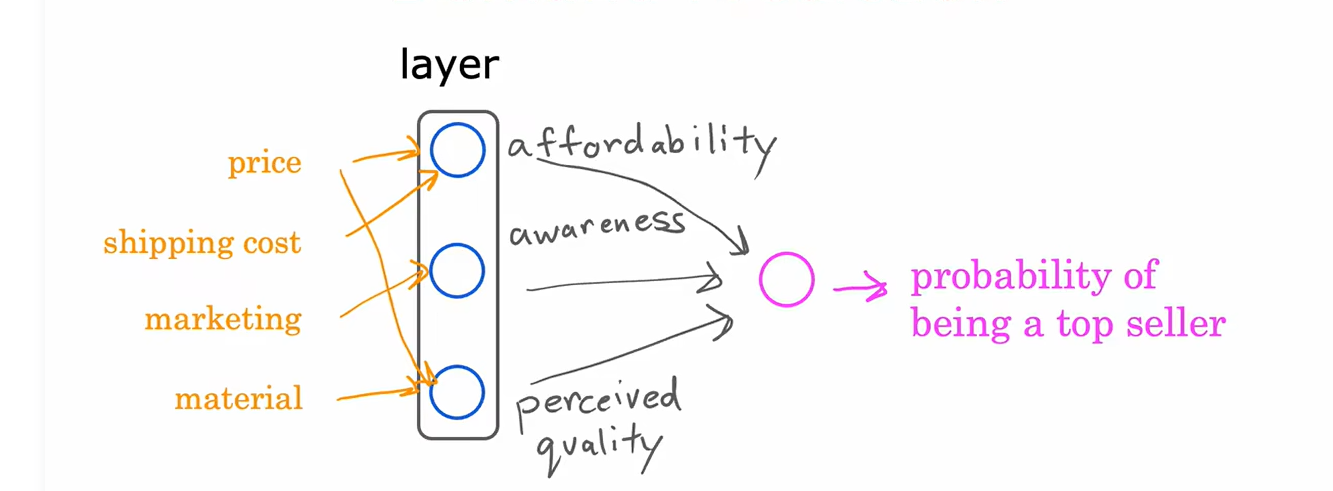 layer
price
shipping cost
marketing
material
affordability
awareness
perceived
quality
probability of
being a top seller